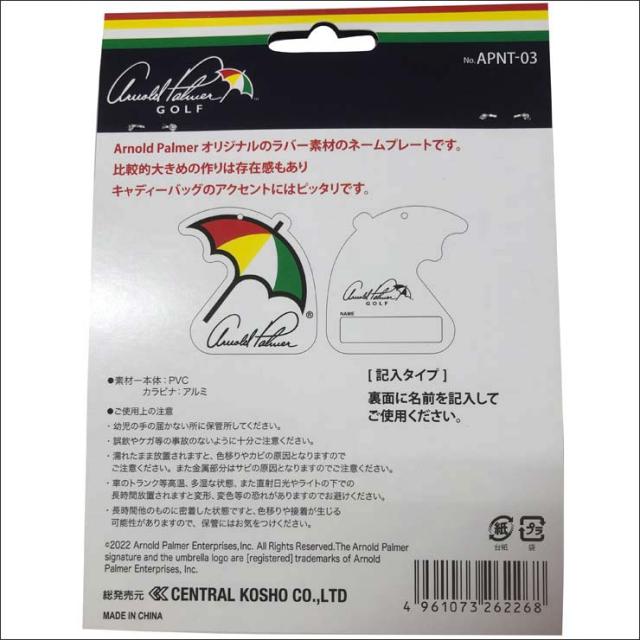 No. APNT-03
Arnold Palmer™
GOLF
Arnold Palmer オリジナルのラバー素材のネームプレートです。
比較的大きめの作りは存在感もあり
キャディーバッグのアクセントにはピッタリです。
Arnold Palmer®
Arnold Palmer
GOLF
NAME
●素材ー本体：PVC
カラビナ：アルミ
[ 記入タイプ ]
裏面に名前を記入して
ご使用ください。
●ご使用上の注意
・幼児の手の届かない所に保管してください。
・誤飲やケガ等の事故のないように十分ご注意ください。
・濡れたまま放置されますと、色移りやカビの原因となりますので
ご注意ください。また金属部分はサビの原因となりますのでご注意ください。
・車のトランク等高温、多湿な状態、また直射日光やライトの下での
長時間放置されますと変形、変色等の恐れがありますのでお避けください。
・長時間他のものに密着した状態ですと、色移りや接着が生じる
可能性がありますので、保管にはお気をつけください。
©2022 Arnold Palmer Enterprises,Inc. All Rights Reserved.The Arnold Palmer
signature and the umbrella logo are [registered] trademarks of Arnold
Palmer Enterprises, Inc.
紙
台紙
プラ
袋
総発売元 CENTRAL KOSHO CO.,LTD
MADE IN CHINA
4 961073 262268